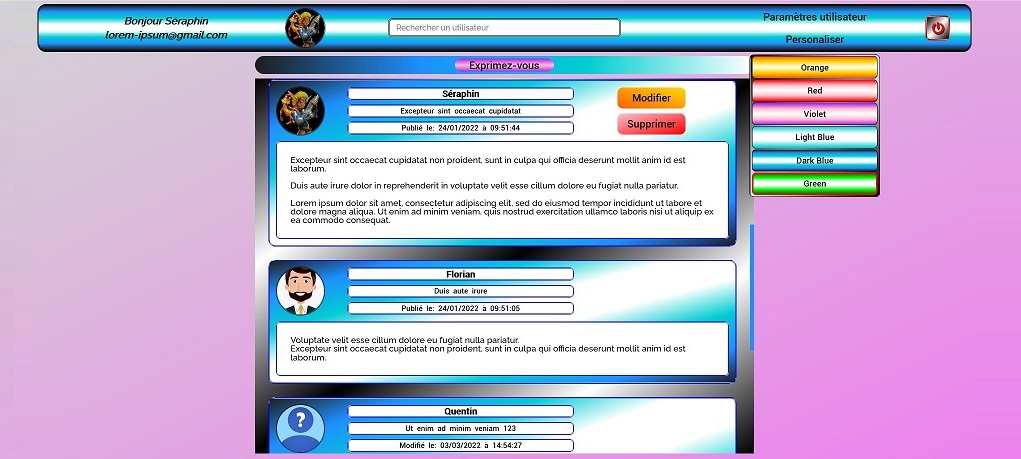 Bonjour Séraphin
lorem-ipsum@gmail.com
Rechercher un utilisateur
Paramètres utilisateur
Personaliser
Exprimez-vous
Orange
Red
Violet
Light Blue
Dark Blue
Green
Séraphin
Excepteur sint occaecat cupidatat
Publié le: 24/01/2022 à 09:51:44
Modifier
Supprimer
Excepteur sint occaecat cupidatat non proident, sunt in culpa qui officia deserunt mollit anim id est
laborum.
Duis aute irure dolor in reprehenderit in voluptate velit esse cillum dolore eu fugiat nulla pariatur.
Lorem ipsum dolor sit amet, consectetur adipiscing elit, sed do eiusmod tempor incididunt ut labore et
dolore magna aliqua. Ut enim ad minim veniam, quis nostrud exercitation ullamco laboris nisi ut aliquip ex
ea commodo consequat.
Florian
Duis aute irure
Publié le: 24/01/2022 à 09:51:05
Voluptate velit esse cillum dolore eu fugiat nulla pariatur.
Excepteur sint occaecat cupidatat non proident, sunt in culpa qui officia deserunt mollit anim id est
laborum.
?
Quentin
Ut enim ad minim veniam 123
Modifié le: 03/03/2022 à 14:54:27